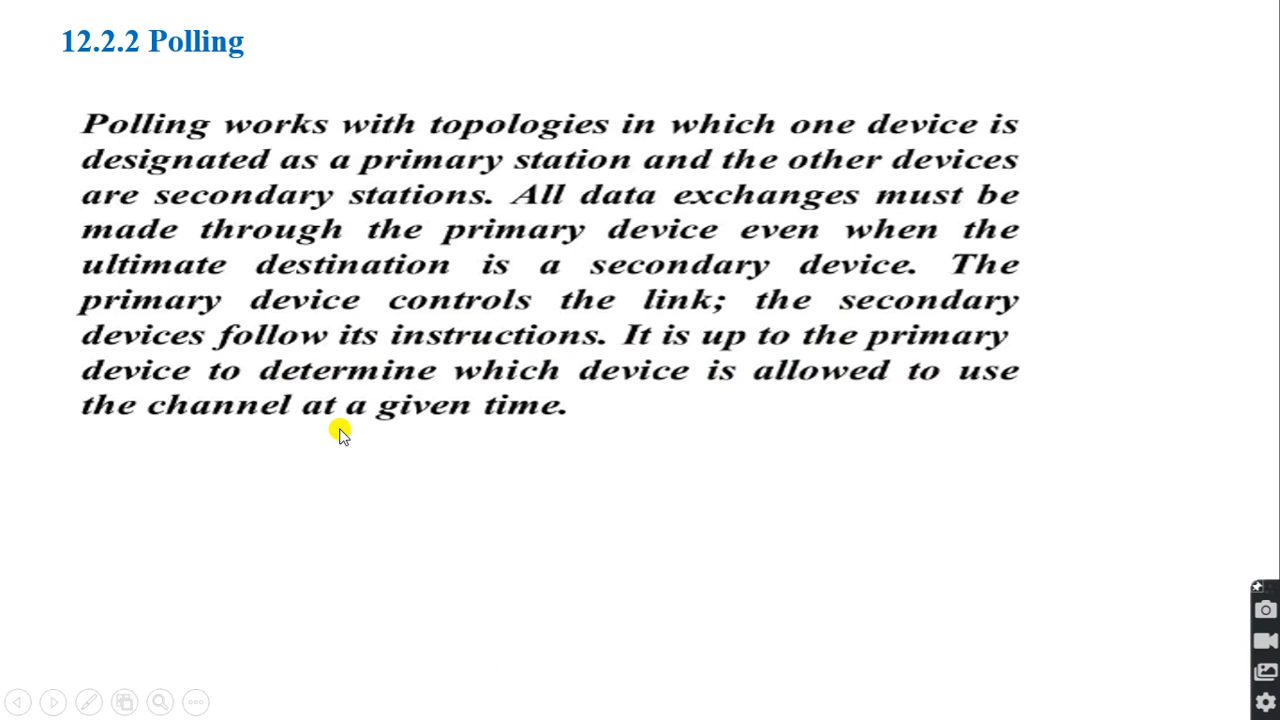 12.2.2 Polling
Polling works with topologies in which one device is
designated as a primary station and the other devices
are secondary stations. All data exchanges must be
made through the primary device even when the
ultimate destination is a secondary device. The
primary device controls the link; the secondary
devices follow its instructions. It is up to the primary
device to determine which device is allowed to use
the channel at a given time.